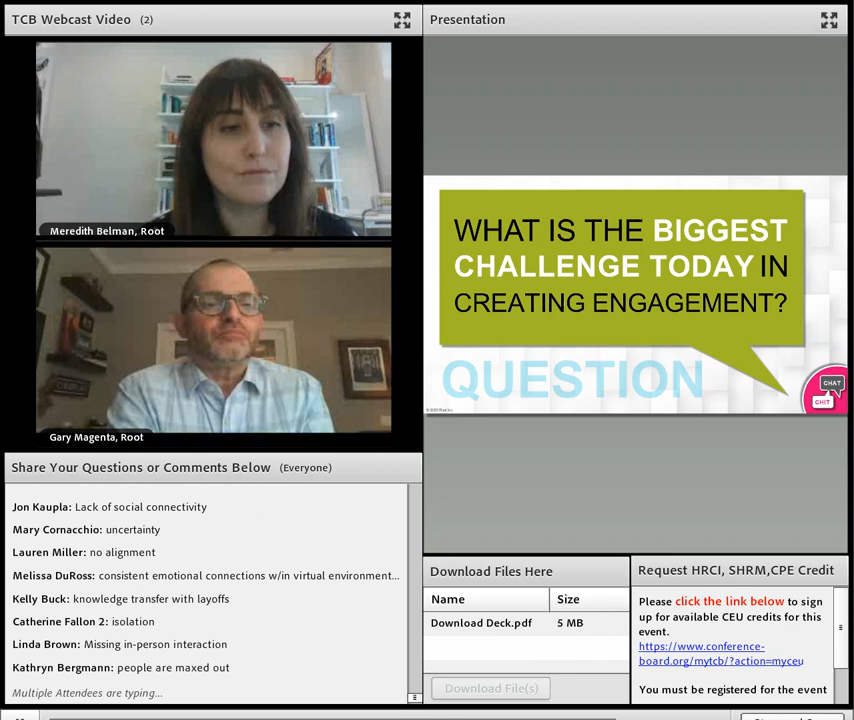 TCB Webcast Video (2)
Meredith Belman, Root
Gary Magenta, Root
Share Your Questions or Comments Below (Everyone)
Jon Kaupla: Lack of social connectivity
Mary Cornacchio: uncertainty
Lauren Miller: no alignment
Melissa DuRoss: consistent emotional connections w/in virtual environment...
Kelly Buck: knowledge transfer with layoffs
Catherine Fallon 2: isolation
Linda Brown: Missing in-person interaction
Kathryn Bergmann: people are maxed out
Multiple Attendees are typing...
Presentation
WHAT IS THE BIGGEST
CHALLENGE TODAY IN
CREATING ENGAGEMENT?
QUESTION
CHAT
CHIT
Download Files Here
Name Size
Download Deck.pdf 5 MB
Download File(s)
Request HRCI, SHRM,CPE Credit
Please click the link below to sign
up for available CEU credits for this
event.
https://www.conference-
board.org/mytcb/?action=myceu
You must be registered for the event